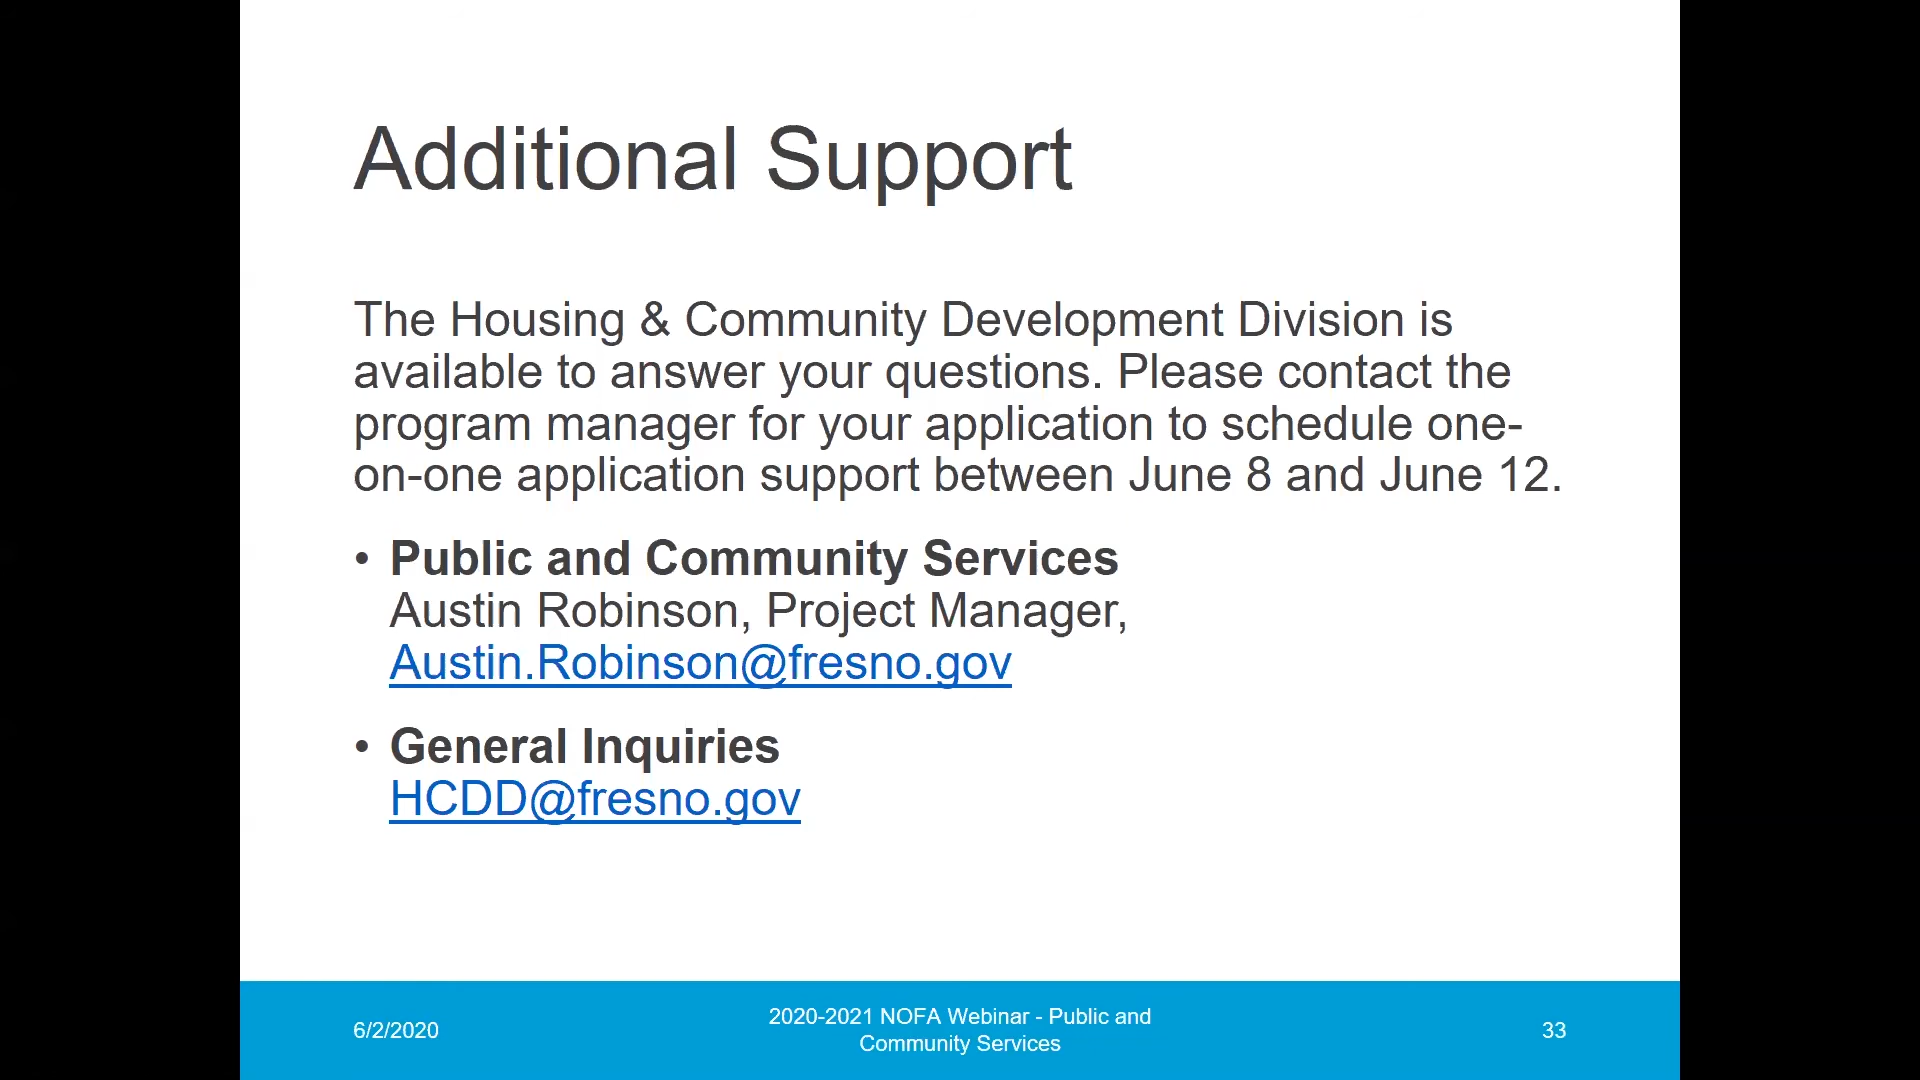 Additional Support
The Housing & Community Development Division is
available to answer your questions. Please contact the
program manager for your application to schedule one-
on-one application support between June 8 and June 12.
• Public and Community Services
Austin Robinson, Project Manager,
Austin.Robinson@fresno.gov
• General Inquiries
HCDD@fresno.gov
6/2/2020
2020-2021 NOFA Webinar - Public and
Community Services
33